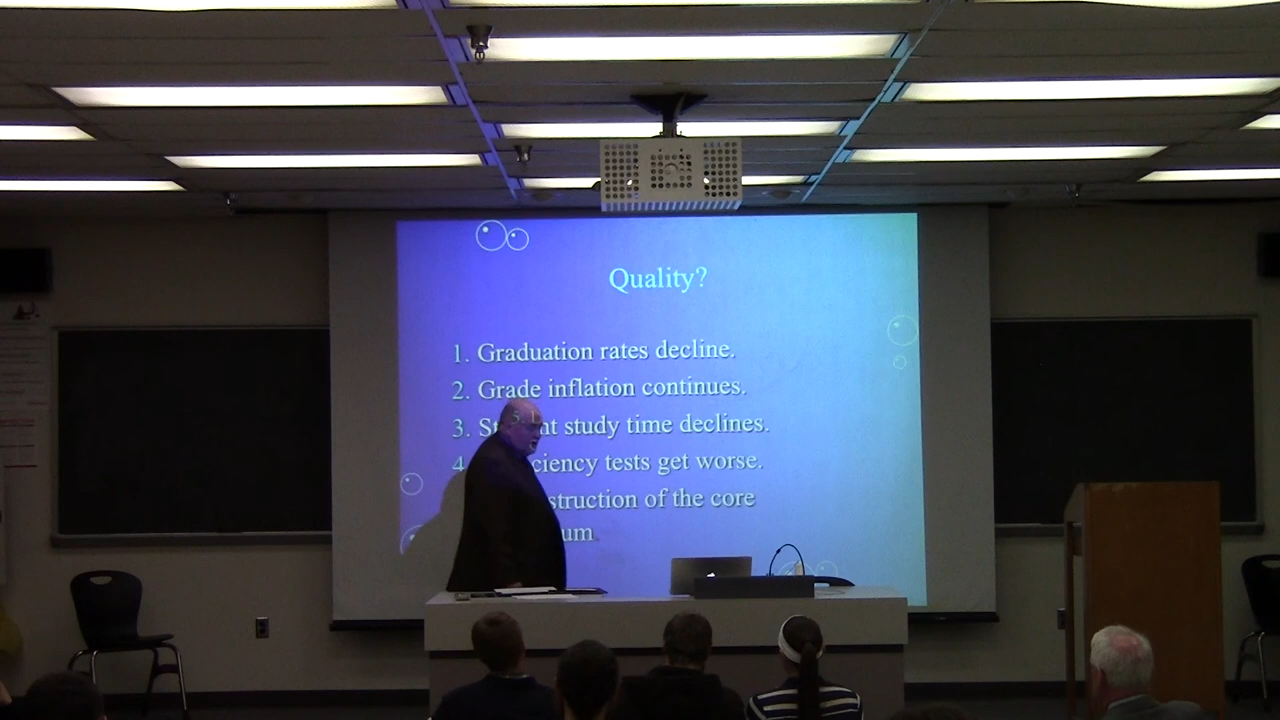 Quality?
1. Graduation rates decline.
2. Grade inflation continues.
3. St nt study time declines.
4 ciency tests get worse.
struction of the core
um